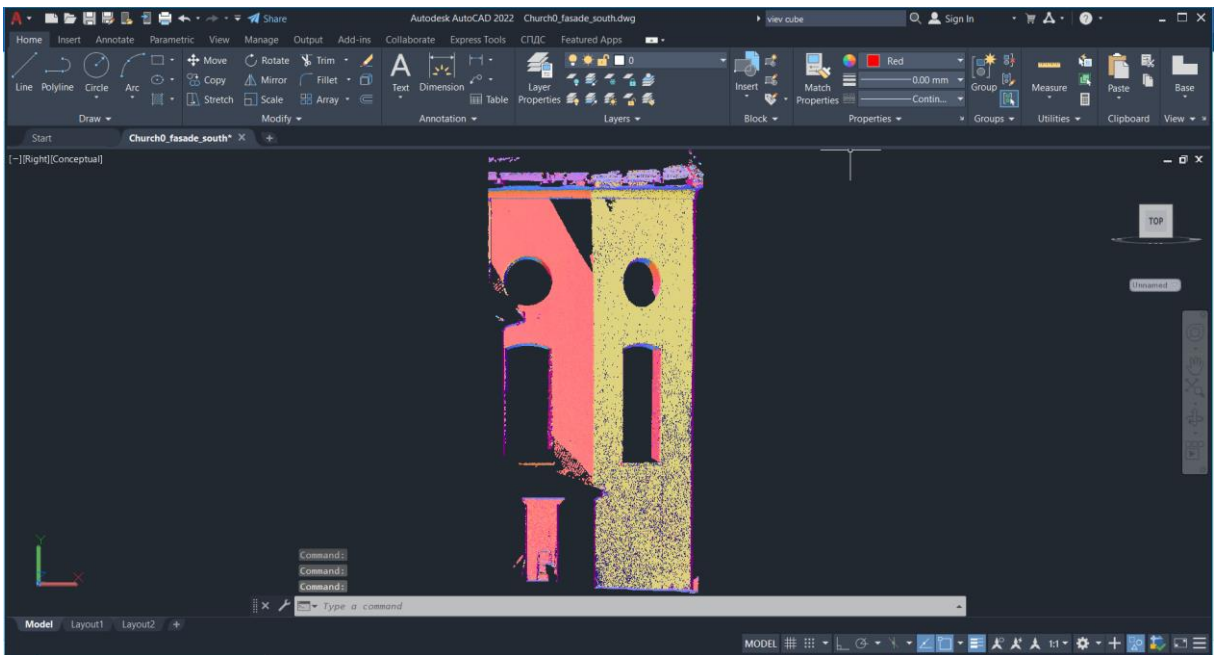 Share Autodesk AutoCAD 2022 Church0_fasade_south.dwg viev cube Sign In
Home Insert Annotate Parametric View Manage Output Add-ins Collaborate Express Tools СПДС Featured Apps
Move Rotate Trim 0 Red
Copy Mirror Fillet 0.00 mm
Line Polyline Circle Arc Text Dimension Layer Properties Insert Match Properties Group Measure Paste Base
Stretch Scale Array Table Contin...
Draw Modify Annotation Layers Block Properties Groups Utilities Clipboard View
Start Church0_fasade_south* +
[−][Right][Conceptual]
TOP
Unnamed
Y
X
Command:
Command:
Command:
Type a command
Model Layout1 Layout2 +
MODEL 1:1